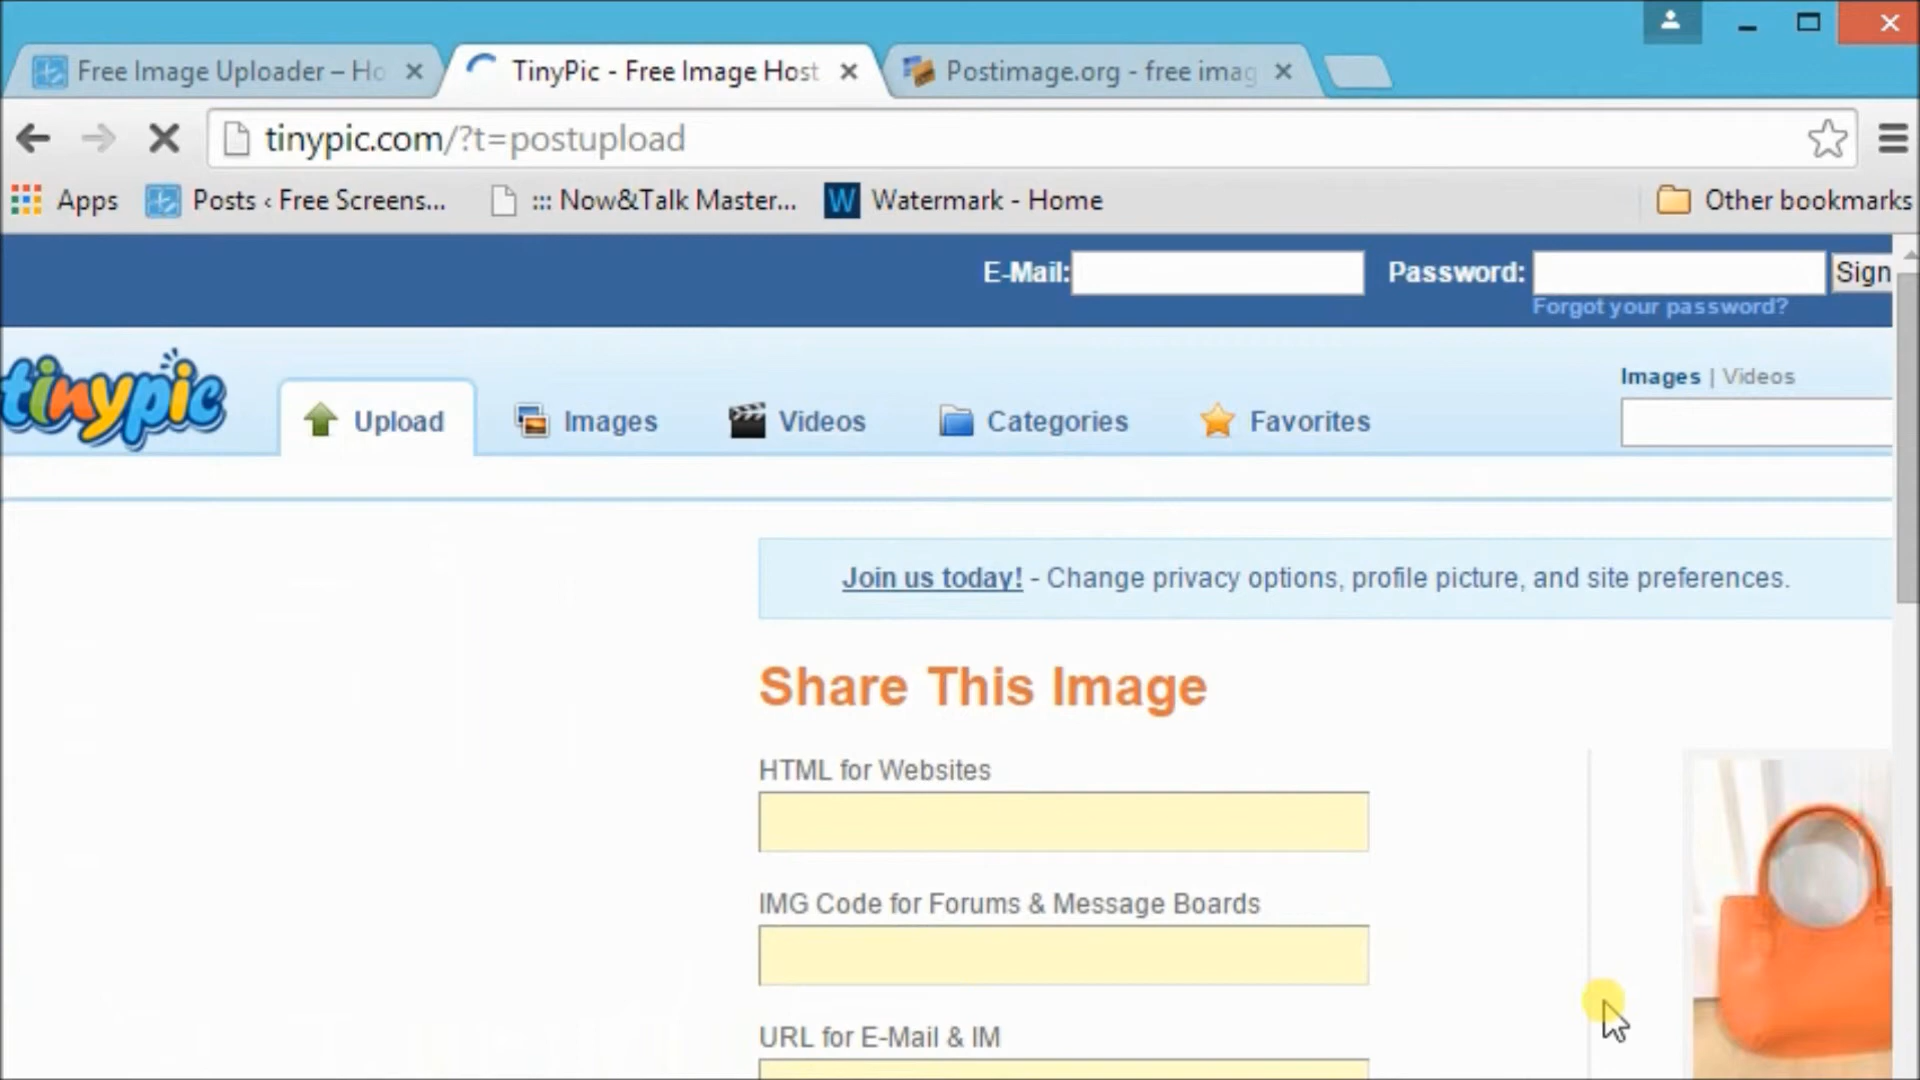 Free Image Uploader – Ho
TinyPic - Free Image Host
Postimage.org - free imag
tinypic.com/?t=postupload
Apps
Posts ‹ Free Screens...
::: Now&Talk Master...
W
Watermark - Home
Other bookmarks
E-Mail:
Password:
Sign
Forgot your password?
tinypic
Upload
Images
Videos
Categories
Favorites
Images | Videos
Join us today! - Change privacy options, profile picture, and site preferences.
Share This Image
HTML for Websites
IMG Code for Forums & Message Boards
URL for E-Mail & IM